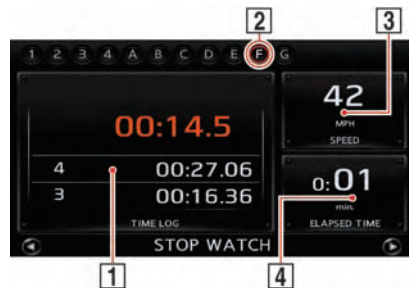 2
3
1 2 3 4 A B C D E F G
00:14.5
4 00:27.06
3 00:16.36
TIME LOG
42
MPH
SPEED
0:01
min.
ELAPSED TIME
STOP WATCH
1
4